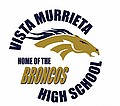 VISTA MURRIETA
HOME OF THE
BRONCOS
HIGH SCHOOL